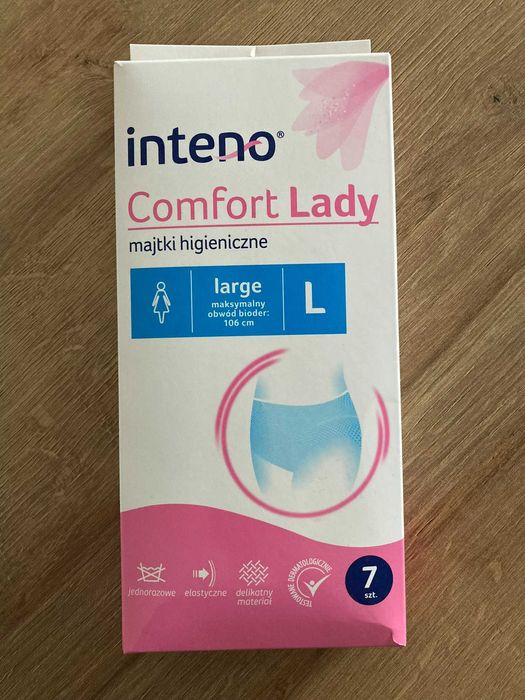 inteno®
Comfort Lady
majtki higieniczne
large
maksymalny
obwód bioder:
106 cm
L
jednorazowe
elastyczne
delikatny
materiał
TESTOWANE DERMATOLOGICZNIE
7
szt.